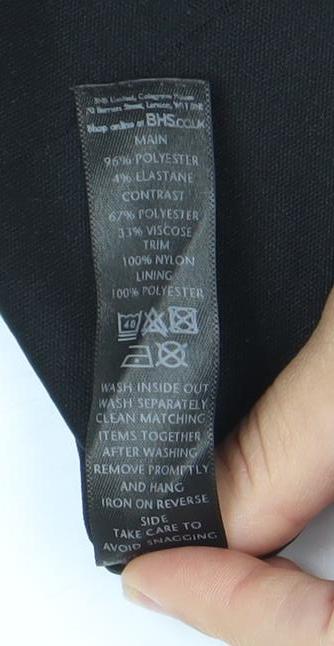 BHS Limited, Colegrave House
70 Berners Street, London, W1T 3NL
Shop online at BHS.CO.UK
MAIN
96% POLYESTER
4% ELASTANE
CONTRAST
67% POLYESTER
33% VISCOSE
TRIM
100% NYLON
LINING
100% POLYESTER
40
WASH INSIDE OUT
WASH SEPARATELY
CLEAN MATCHING
ITEMS TOGETHER
AFTER WASHING
REMOVE PROMPTLY
AND HANG
IRON ON REVERSE
SIDE
TAKE CARE TO
AVOID SNAGGING